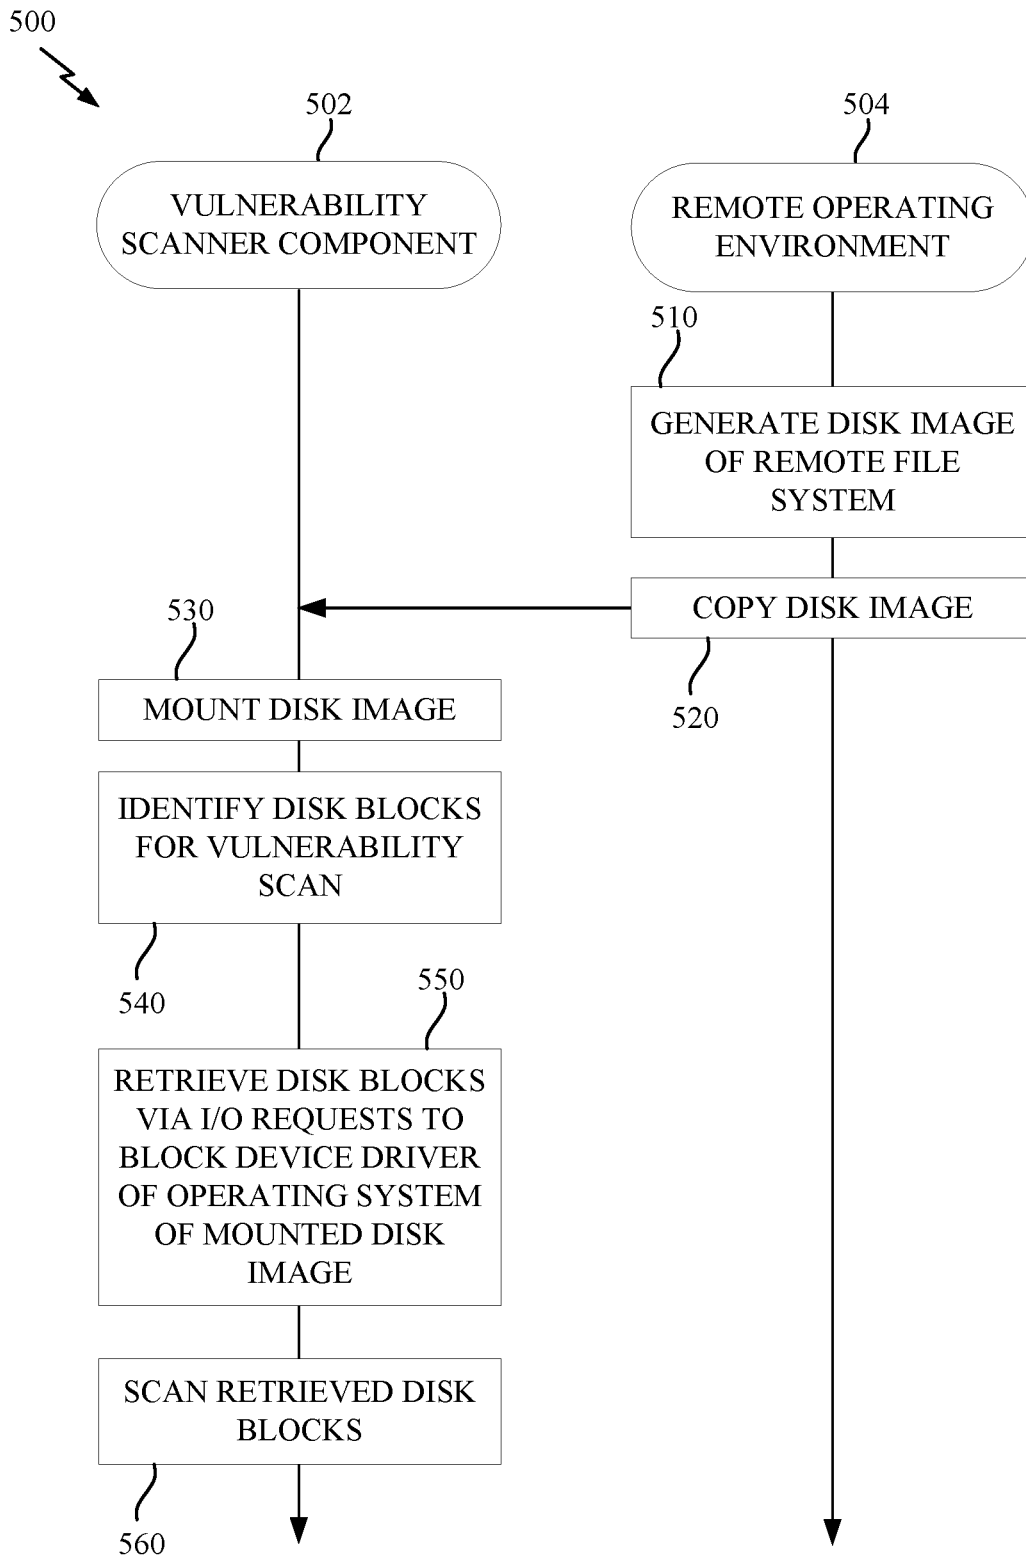 500
502
504
VULNERABILITY
SCANNER COMPONENT
REMOTE OPERATING
ENVIRONMENT
510
GENERATE DISK IMAGE
OF REMOTE FILE
SYSTEM
COPY DISK IMAGE
520
530
MOUNT DISK IMAGE
IDENTIFY DISK BLOCKS
FOR VULNERABILITY
SCAN
540
550
RETRIEVE DISK BLOCKS
VIA I/O REQUESTS TO
BLOCK DEVICE DRIVER
OF OPERATING SYSTEM
OF MOUNTED DISK
IMAGE
SCAN RETRIEVED DISK
BLOCKS
560